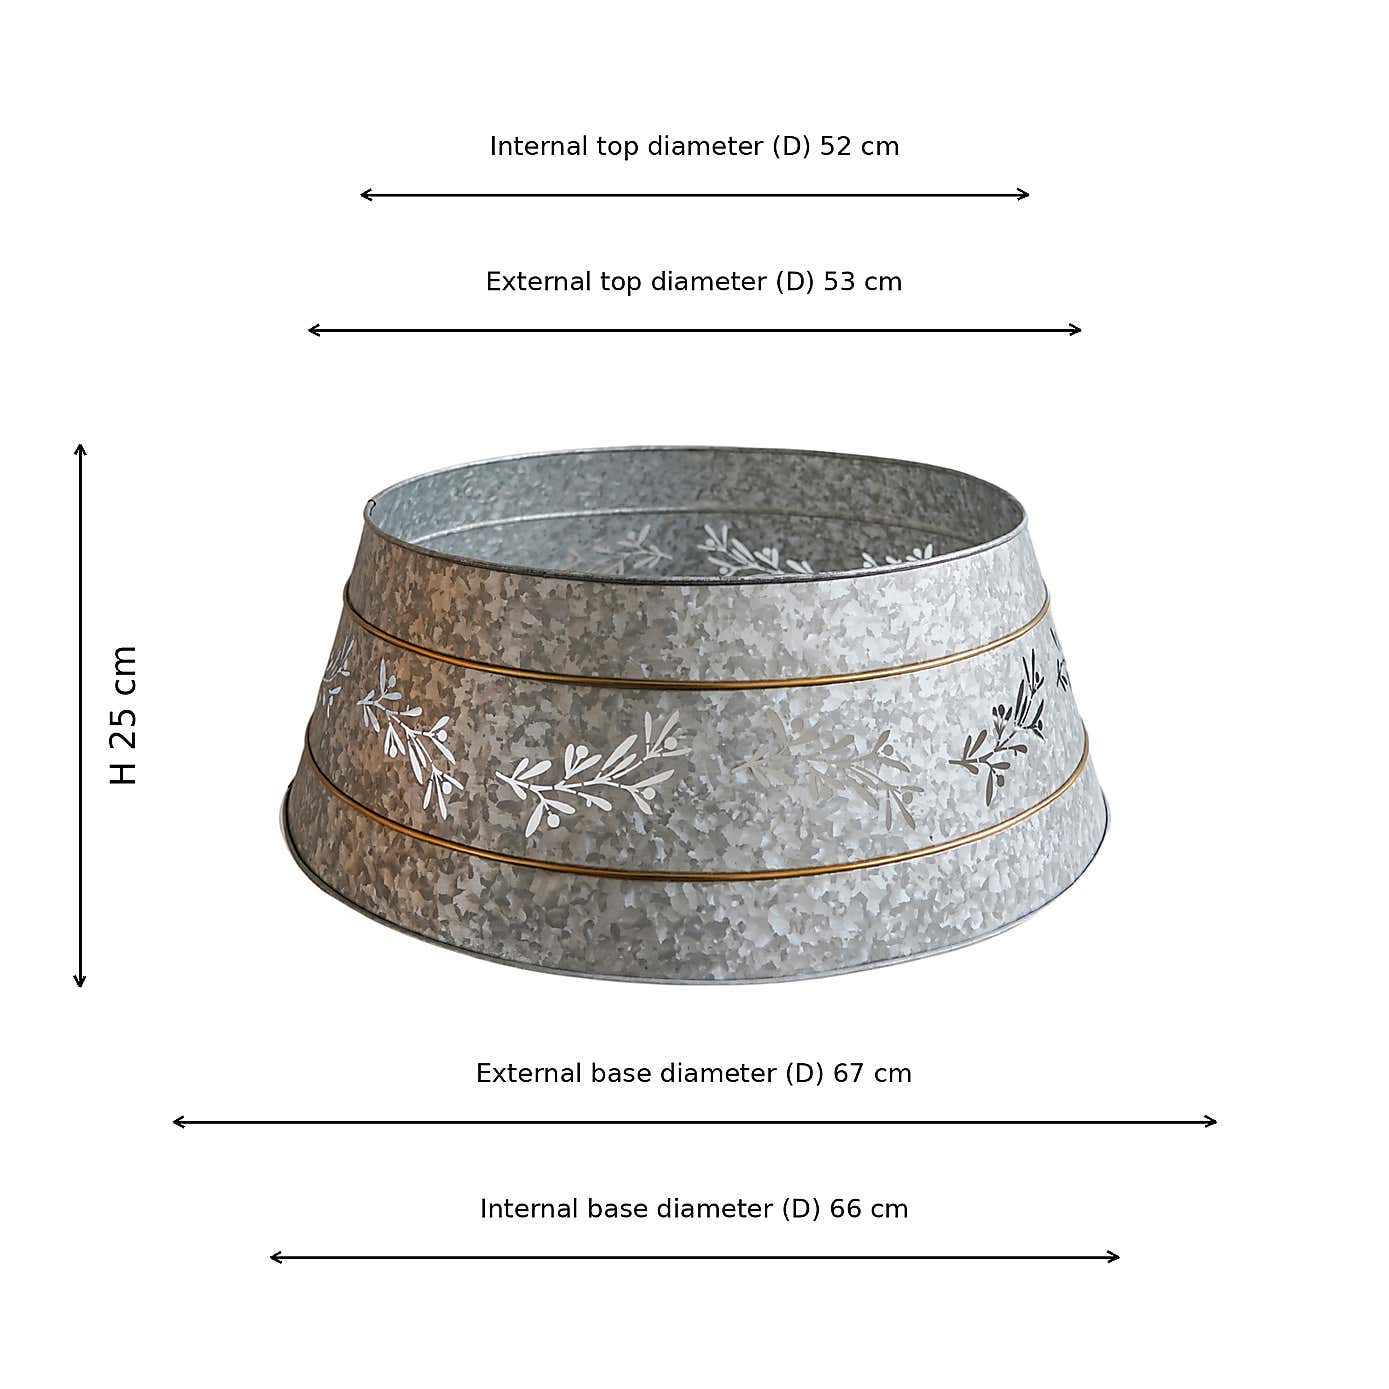 Internal top diameter (D) 52 cm
External top diameter (D) 53 cm
H 25 cm
External base diameter (D) 67 cm
Internal base diameter (D) 66 cm